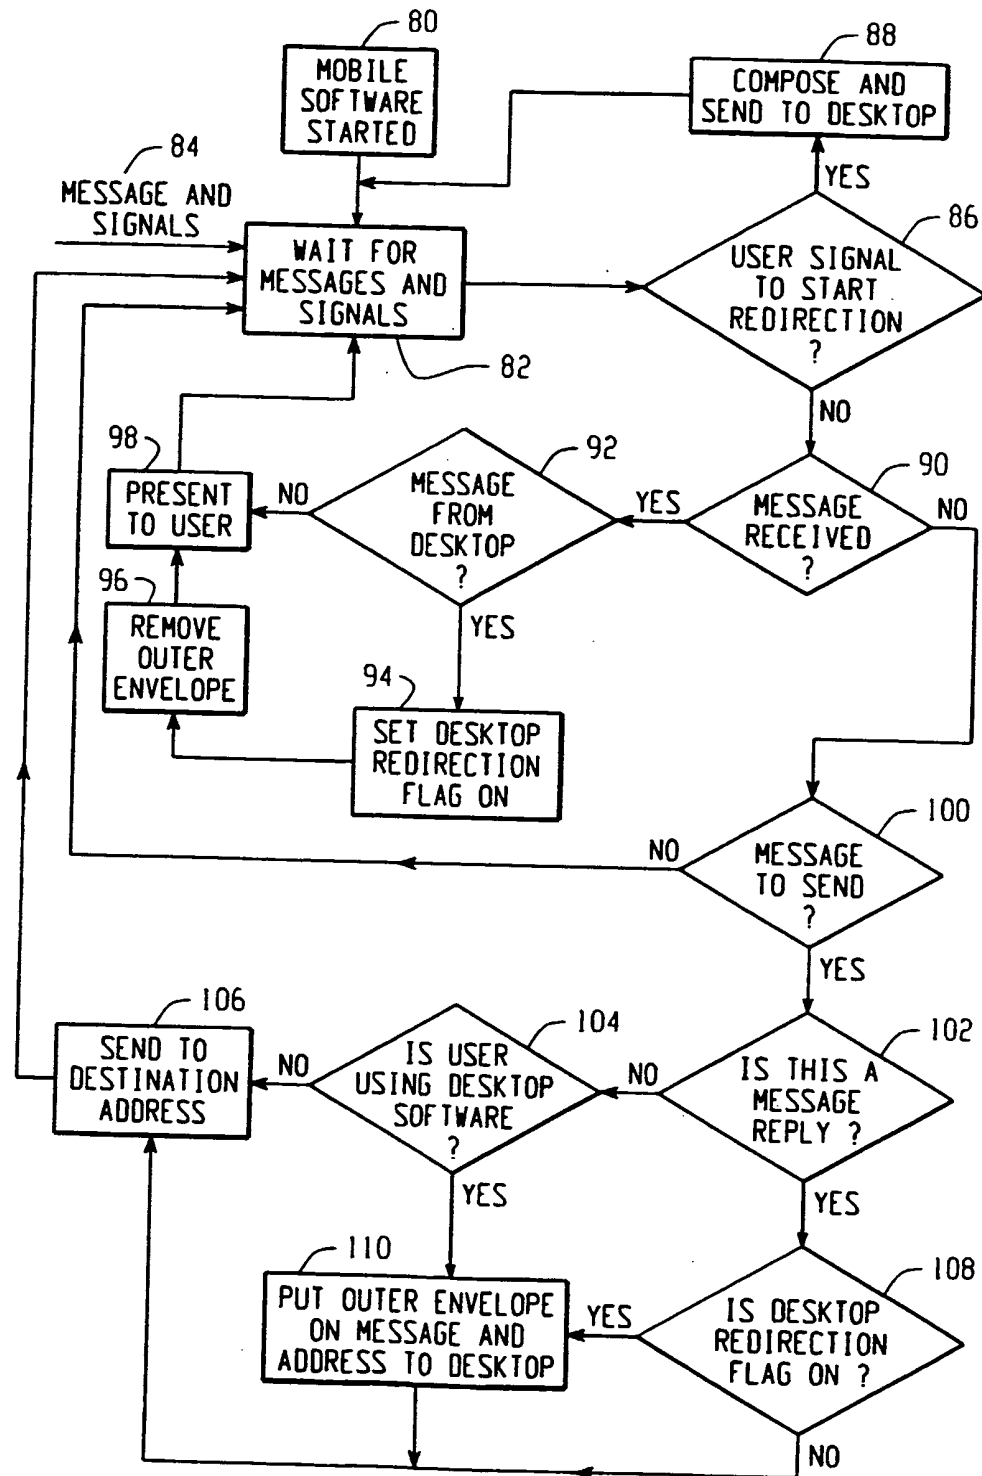 80
MOBILE
SOFTWARE
STARTED
88
COMPOSE AND
SEND TO DESKTOP
84
MESSAGE AND
SIGNALS
YES
86
WAIT FOR
MESSAGES AND
SIGNALS
82
USER SIGNAL
TO START
REDIRECTION
?
NO
98
PRESENT
TO USER
NO
92
MESSAGE
FROM
DESKTOP
?
YES
90
MESSAGE
RECEIVED
?
NO
96
REMOVE
OUTER
ENVELOPE
YES
94
SET DESKTOP
REDIRECTION
FLAG ON
100
NO
MESSAGE
TO SEND
?
YES
106
SEND TO
DESTINATION
ADDRESS
NO
104
IS USER
USING DESKTOP
SOFTWARE
?
NO
102
IS THIS A
MESSAGE
REPLY ?
YES
YES
110
PUT OUTER ENVELOPE
ON MESSAGE AND
ADDRESS TO DESKTOP
YES
108
IS DESKTOP
REDIRECTION
FLAG ON ?
NO